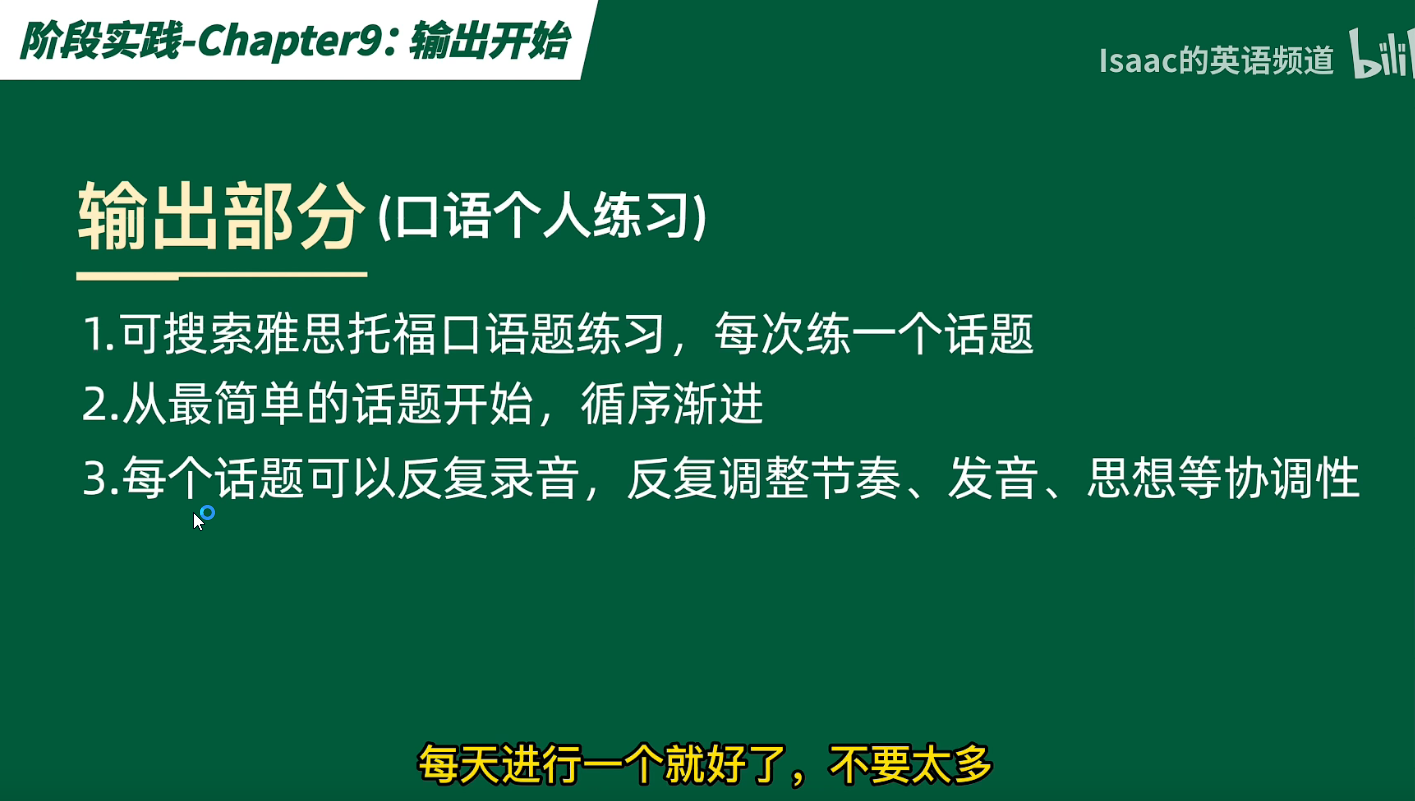 阶段实践-Chapter9：输出开始
Isaac的英语频道
输出部分(口语个人练习)
1.可搜索雅思托福口语题练习，每次练一个话题
2.从最简单的话题开始，循序渐进
3.每个话题可以反复录音，反复调整节奏、发音、思想等协调性
每天进行一个就好了，不要太多